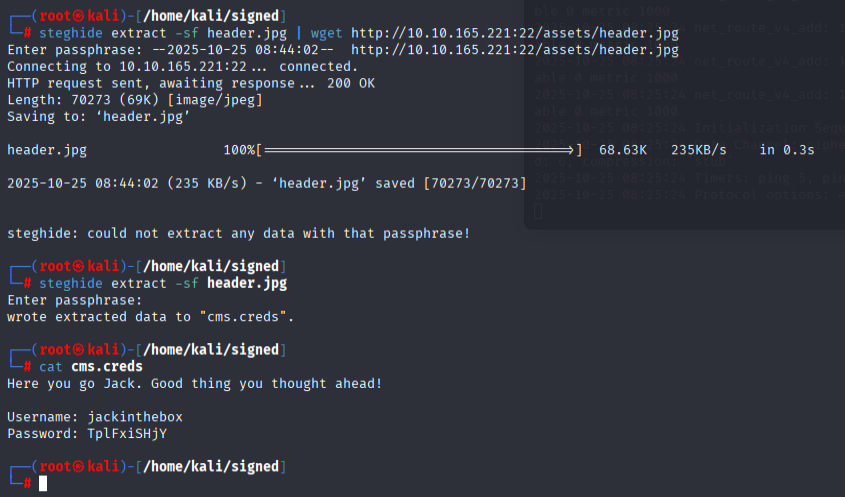 ┌──(root㉿kali)-[/home/kali/signed]
└─# steghide extract -sf header.jpg | wget http://10.10.165.221:22/assets/header.jpg
Enter passphrase: --2025-10-25 08:44:02--  http://10.10.165.221:22/assets/header.jpg
Connecting to 10.10.165.221:22... connected.
HTTP request sent, awaiting response... 200 OK
Length: 70273 (69K) [image/jpeg]
Saving to: ‘header.jpg’
header.jpg 100%[===================================>] 68.63K 235KB/s in 0.3s
2025-10-25 08:44:02 (235 KB/s) - ‘header.jpg’ saved [70273/70273]
steghide: could not extract any data with that passphrase!
┌──(root㉿kali)-[/home/kali/signed]
└─# steghide extract -sf header.jpg
Enter passphrase:
wrote extracted data to "cms.creds".
┌──(root㉿kali)-[/home/kali/signed]
└─# cat cms.creds
Here you go Jack. Good thing you thought ahead!
Username: jackinthebox
Password: TplFxiSHjY
┌──(root㉿kali)-[/home/kali/signed]
└─#